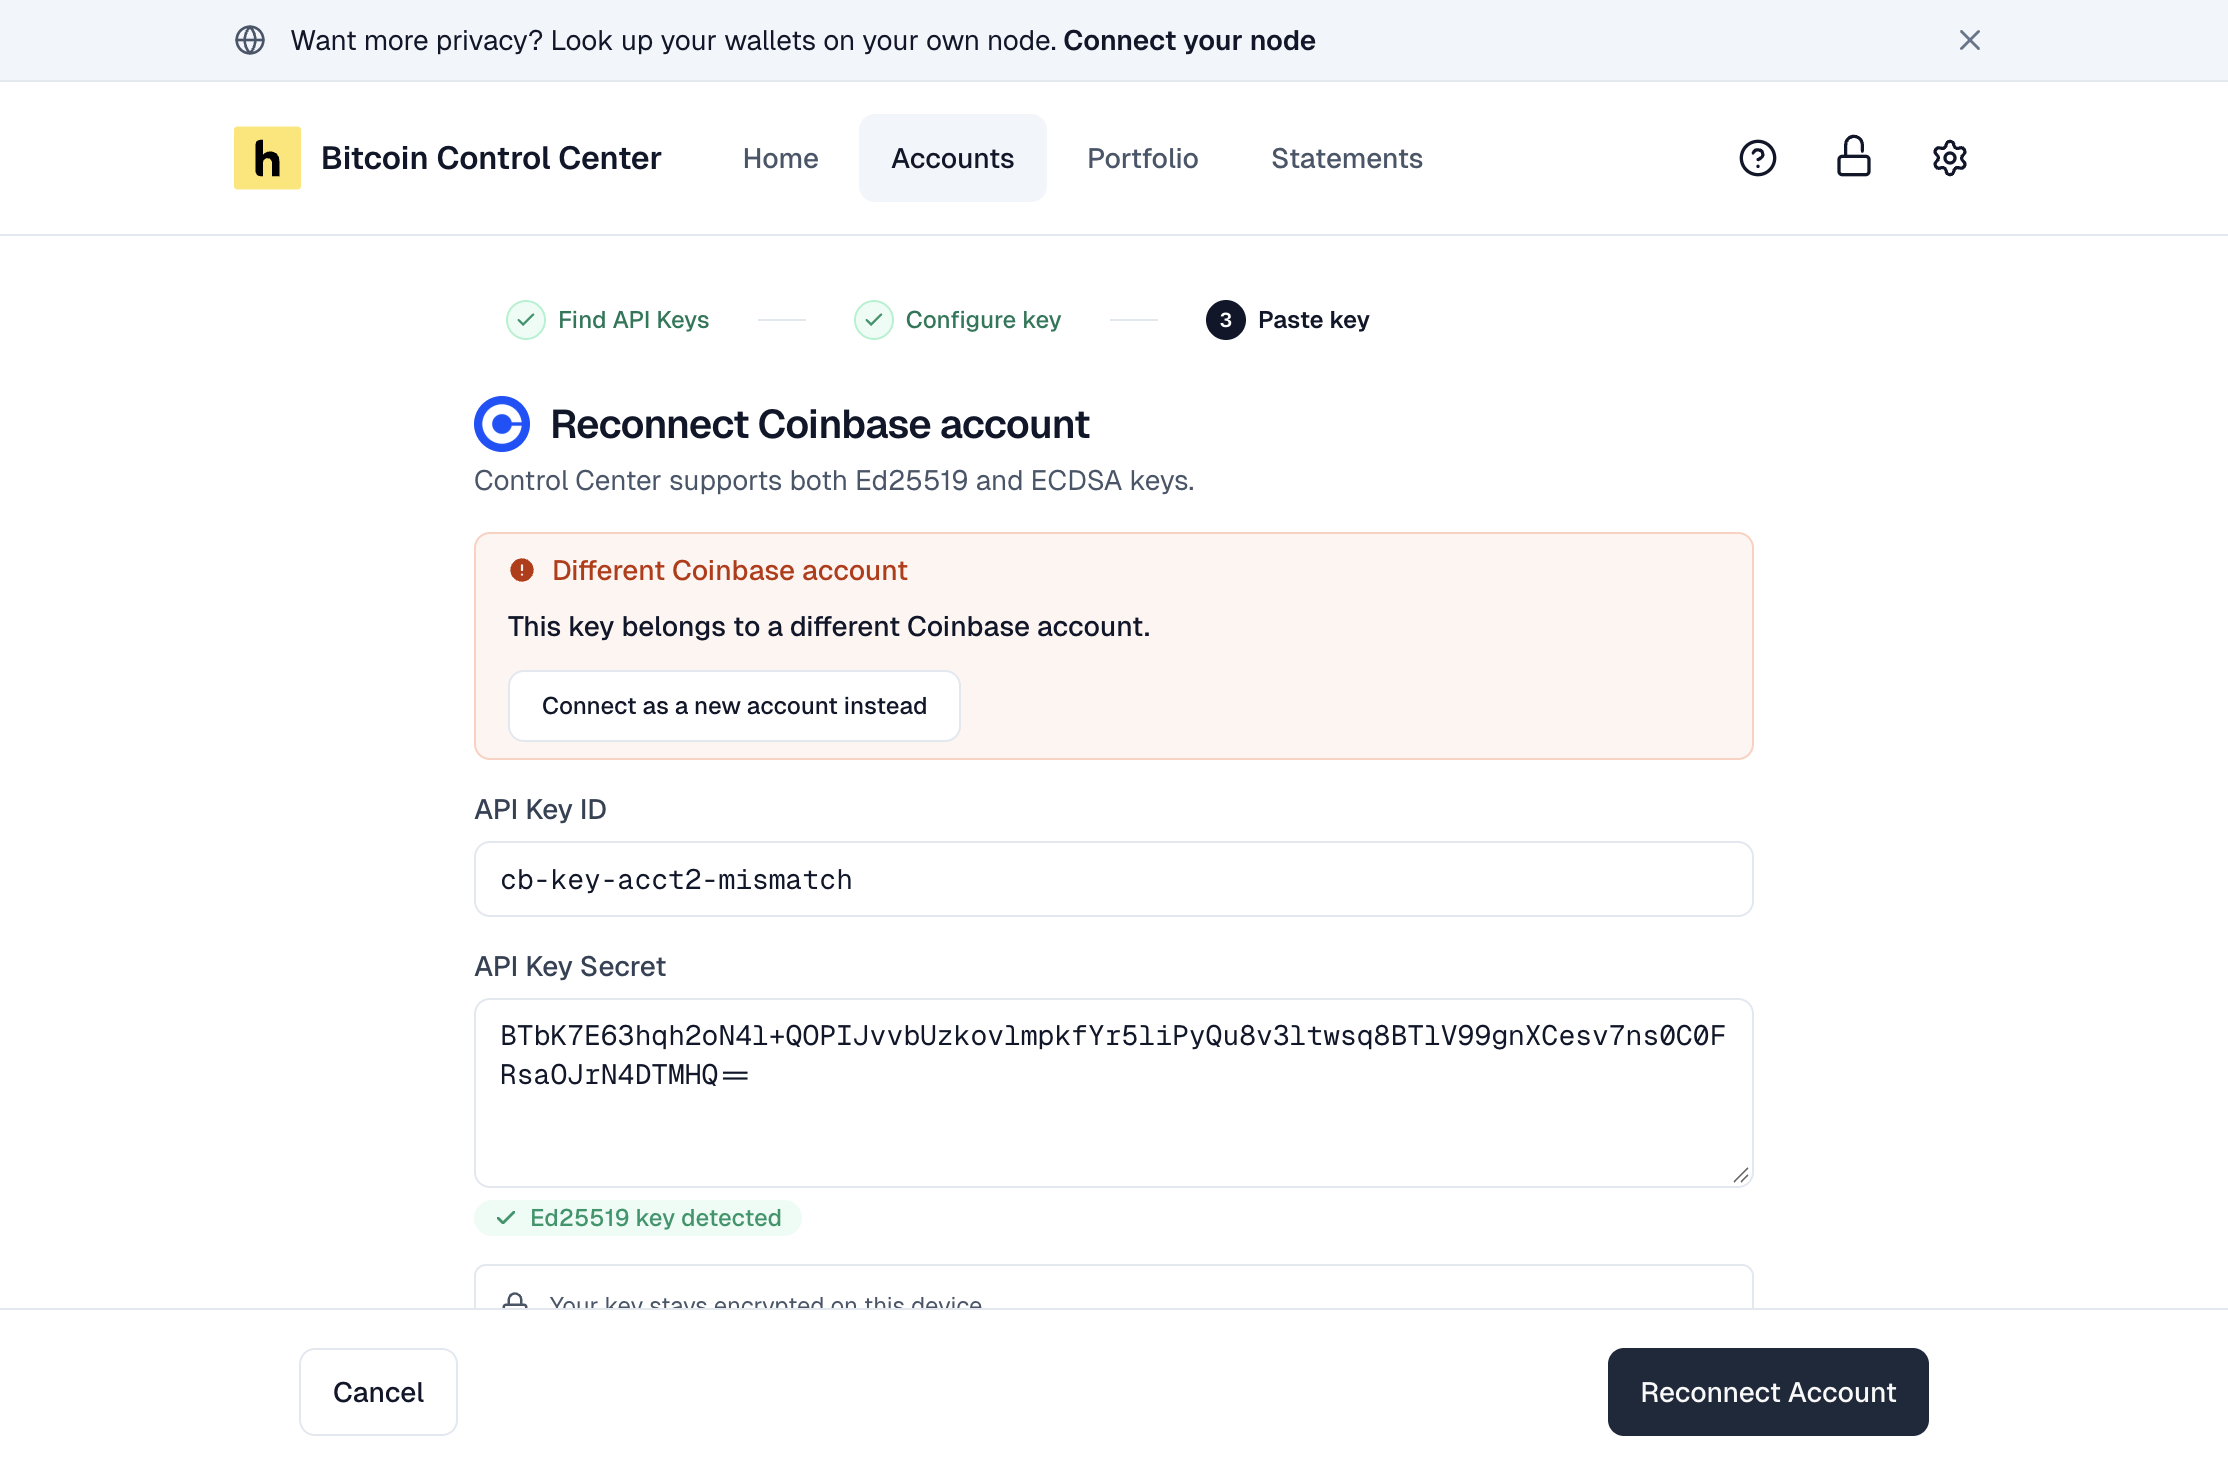 Want more privacy? Look up your wallets on your own node. Connect your node
h
Bitcoin Control Center
Home
Accounts
Portfolio
Statements
Find API Keys
Configure key
3
Paste key
Reconnect Coinbase account
Control Center supports both Ed25519 and ECDSA keys.
Different Coinbase account
This key belongs to a different Coinbase account.
Connect as a new account instead
API Key ID
cb-key-acct2-mismatch
API Key Secret
BTbK7E63hqh2oN4l+QOPIJvvbUzkovlmpkfYr5liPyQu8v3ltwsq8BTlV99gnXCesv7ns0C0F
RsaOJrN4DTMHQ==
Ed25519 key detected
Your key stays encrypted on this device
Cancel
Reconnect Account